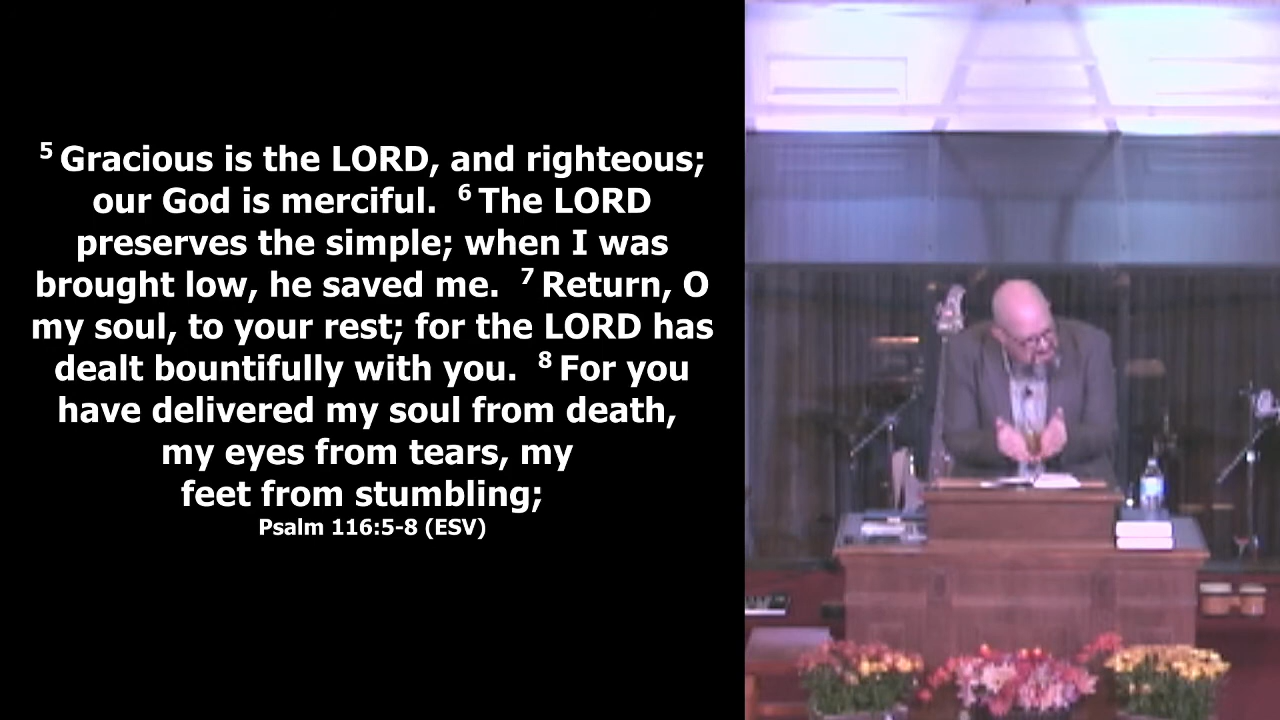 5 Gracious is the LORD, and righteous;
our God is merciful. 6 The LORD
preserves the simple; when I was
brought low, he saved me. 7 Return, O
my soul, to your rest; for the LORD has
dealt bountifully with you. 8 For you
have delivered my soul from death,
my eyes from tears, my
feet from stumbling;
Psalm 116:5-8 (ESV)